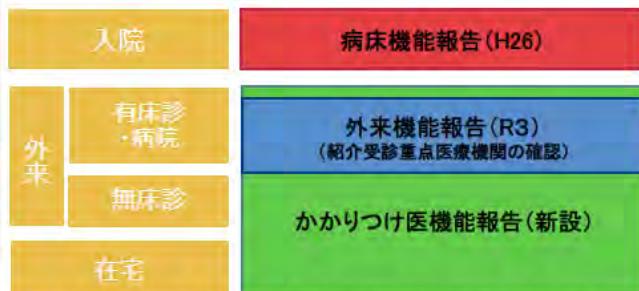 入院
病床機能報告(H26)
外来
有床診
・病院
外来機能報告(R3)
(紹介受診重点医療機関の確認)
無床診
かかりつけ医機能報告(新設)
在宅